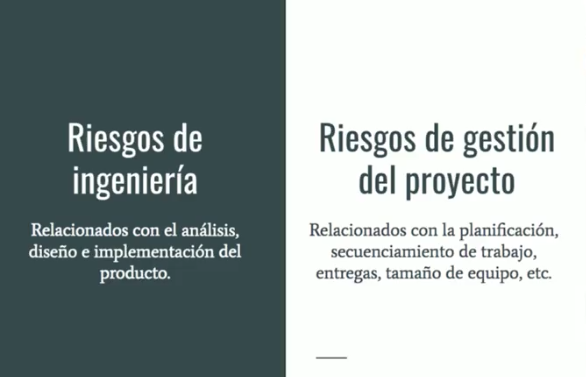 Riesgos de
ingeniería
Relacionados con el análisis,
diseño e implementación del
producto.
Riesgos de gestión
del proyecto
Relacionados con la planificación,
secuenciamiento de trabajo,
entregas, tamaño de equipo, etc.